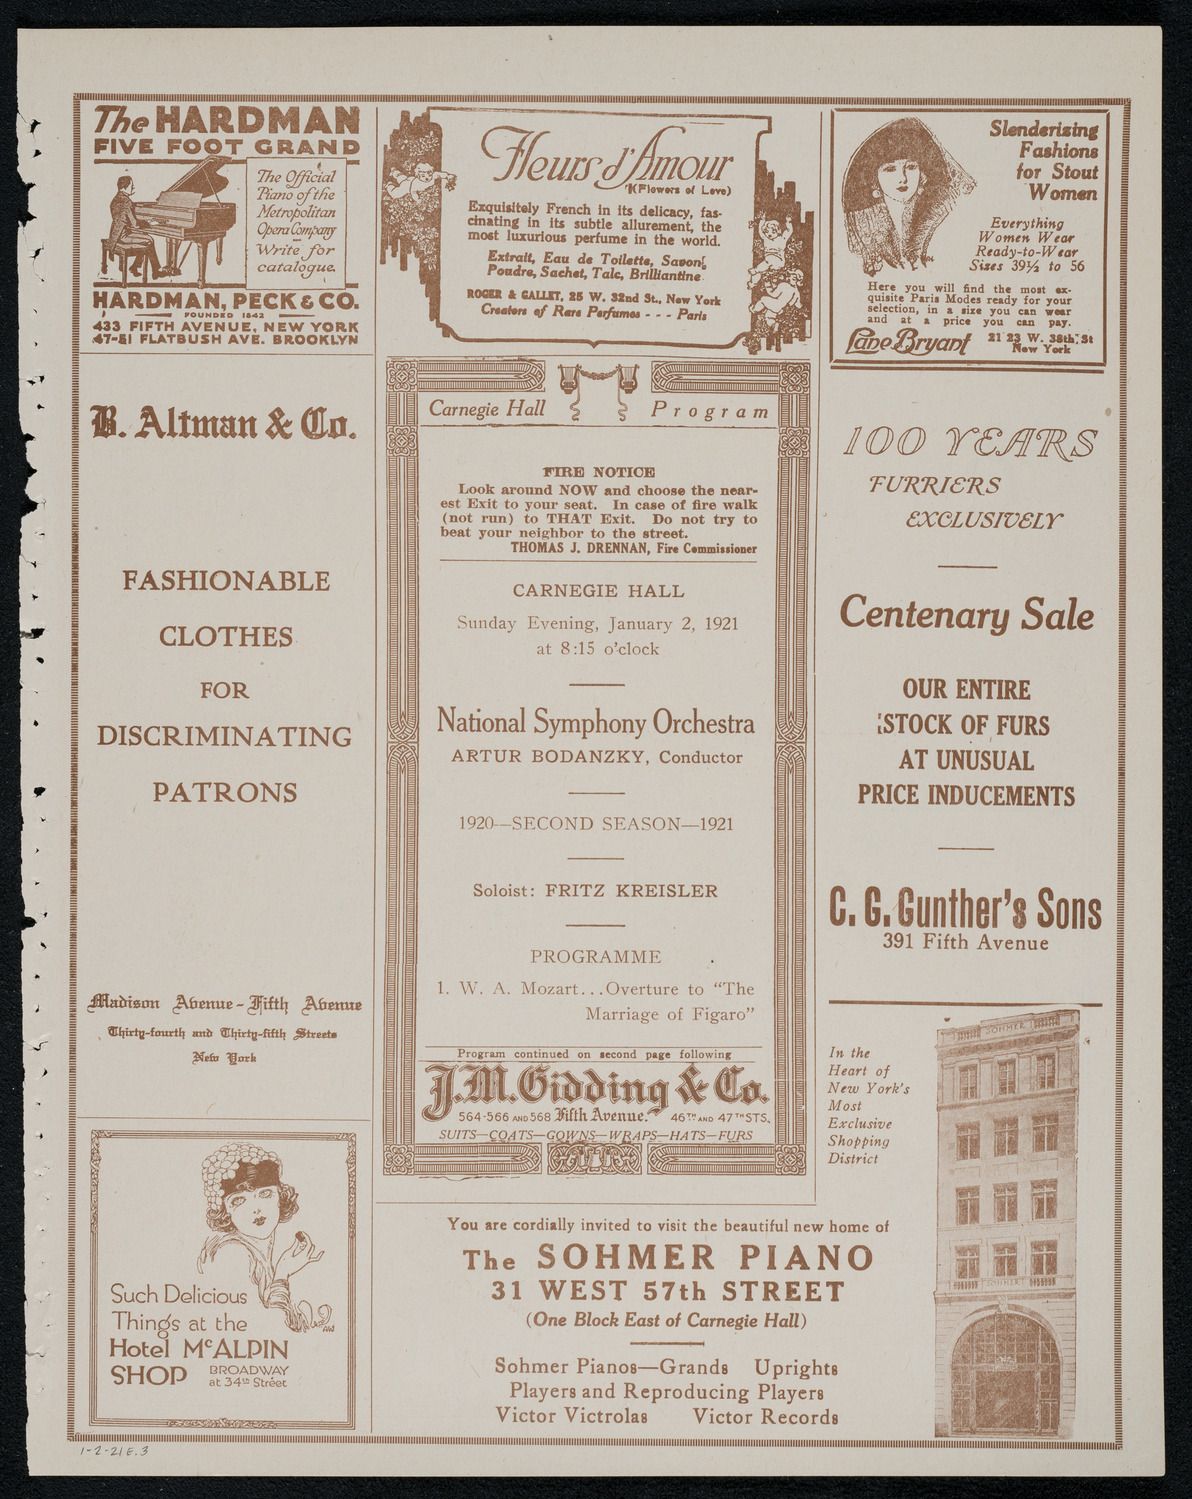 The HARDMAN
FIVE FOOT GRAND
The Official
Piano of the
Metropolitan
Opera Company
Write for
catalogue.
HARDMAN, PECK & CO.
FOUNDED 1842
433 FIFTH AVENUE, NEW YORK
47-51 FLATBUSH AVE. BROOKLYN
Fleurs d'Amour
(Flowers of Love)
Exquisitely French in its delicacy, fas-
cinating in its subtle allurement, the
most luxurious perfume in the world.
Extrait, Eau de Toilette, Savon,
Poudre, Sachet, Talc, Brilliantine
ROGER & GALLET, 25 W. 32nd St., New York
Creators of Rare Perfumes - - - Paris
Slenderizing
Fashions
for Stout
Women
Everything
Women Wear
Ready-to-Wear
Sizes 39½ to 56
Here you will find the most ex-
quisite Paris Modes ready for your
selection, in a size you can wear
and at a price you can pay.
Lane Bryant 21 23 W. 38th St
New York
B. Altman & Co.
FASHIONABLE
CLOTHES
FOR
DISCRIMINATING
PATRONS
Madison Avenue - Fifth Avenue
Thirty-fourth and Thirty-fifth Streets
New York
Such Delicious
Things at the
Hotel McALPIN
SHOP BROADWAY
at 34th Street
Carnegie Hall Program
FIRE NOTICE
Look around NOW and choose the near-
est Exit to your seat. In case of fire walk
(not run) to THAT Exit. Do not try to
beat your neighbor to the street.
THOMAS J. DRENNAN, Fire Commissioner
CARNEGIE HALL
Sunday Evening, January 2, 1921
at 8:15 o'clock
National Symphony Orchestra
ARTUR BODANZKY, Conductor
1920—SECOND SEASON—1921
Soloist: FRITZ KREISLER
PROGRAMME
1. W. A. Mozart...Overture to "The
Marriage of Figaro"
Program continued on second page following
J.M. Gidding & Co.
564-566 AND 568 Fifth Avenue. 46TH AND 47TH STS.
SUITS—COATS—GOWNS—WRAPS—HATS—FURS
100 YEARS
FURRIERS
EXCLUSIVELY
Centenary Sale
OUR ENTIRE
STOCK OF FURS
AT UNUSUAL
PRICE INDUCEMENTS
C. G. Gunther's Sons
391 Fifth Avenue
In the
Heart of
New York's
Most
Exclusive
Shopping
District
SOHMER
SOHMER
You are cordially invited to visit the beautiful new home of
The SOHMER PIANO
31 WEST 57th STREET
(One Block East of Carnegie Hall)
Sohmer Pianos—Grands Uprights
Players and Reproducing Players
Victor Victrolas Victor Records
1-2-21E.3